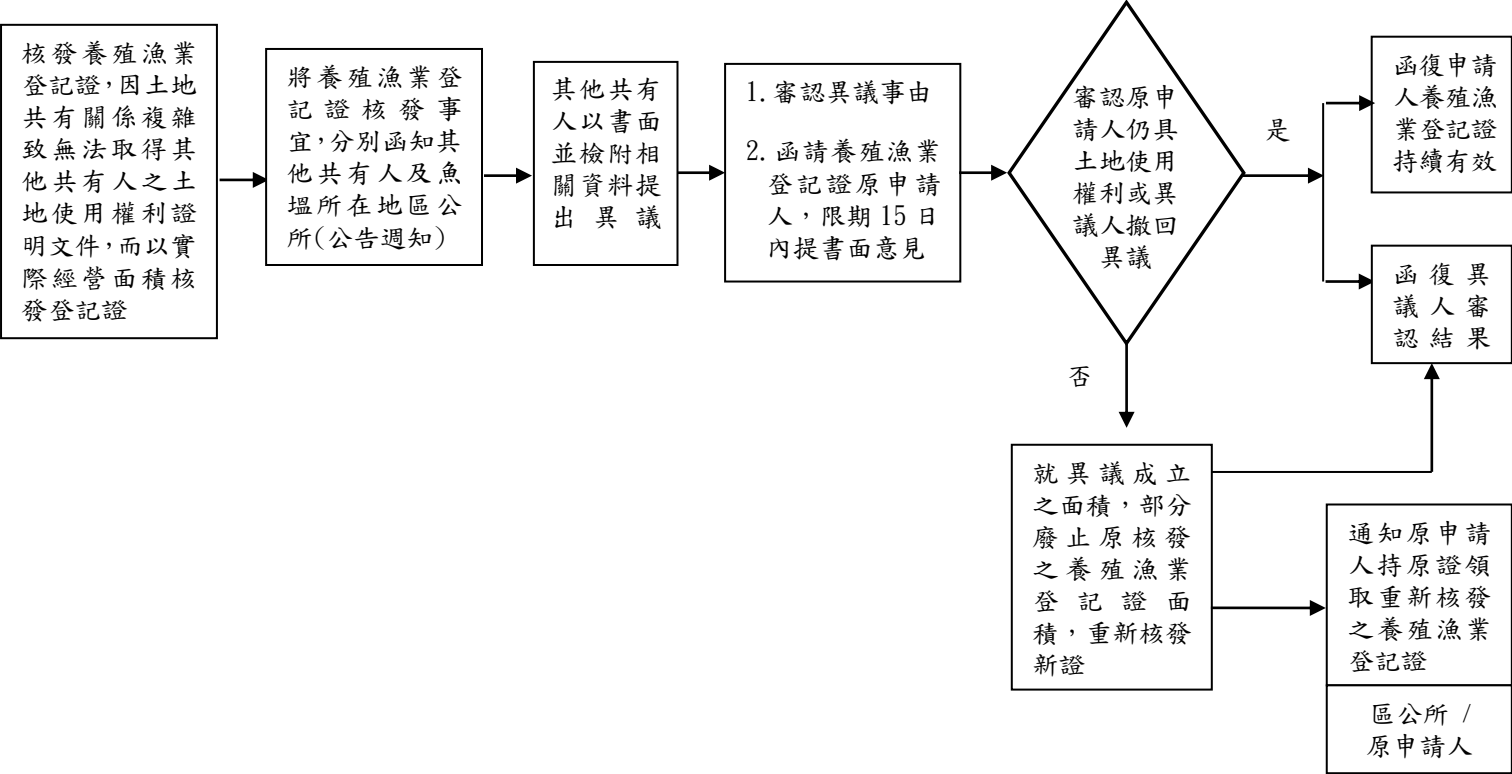 核發養殖漁業
登記證，因土地
共有關係複雜
致無法取得其
他共有人之土
地使用權利證
明文件，而以實
際經營面積核
發登記證
將養殖漁業登
記證核發事
宜，分別函知其
他共有人及魚
塭所在地區公
所(公告週知)
其他共有
人以書面
並檢附相
關資料提
出異議
1.審認異議事由
2.函請養殖漁業
登記證原申請
人，限期15日
內提書面意見
審認原申
請人仍具
土地使用
權利或異
議人撤回
異議
是
函復申請
人養殖漁
業登記證
持續有效
函復異
議人審
認結果
否
就異議成立
之面積，部分
廢止原核發
之養殖漁業
登記證面
積，重新核發
新證
通知原申請
人持原證領
取重新核發
之養殖漁業
登記證
區公所 /
原申請人